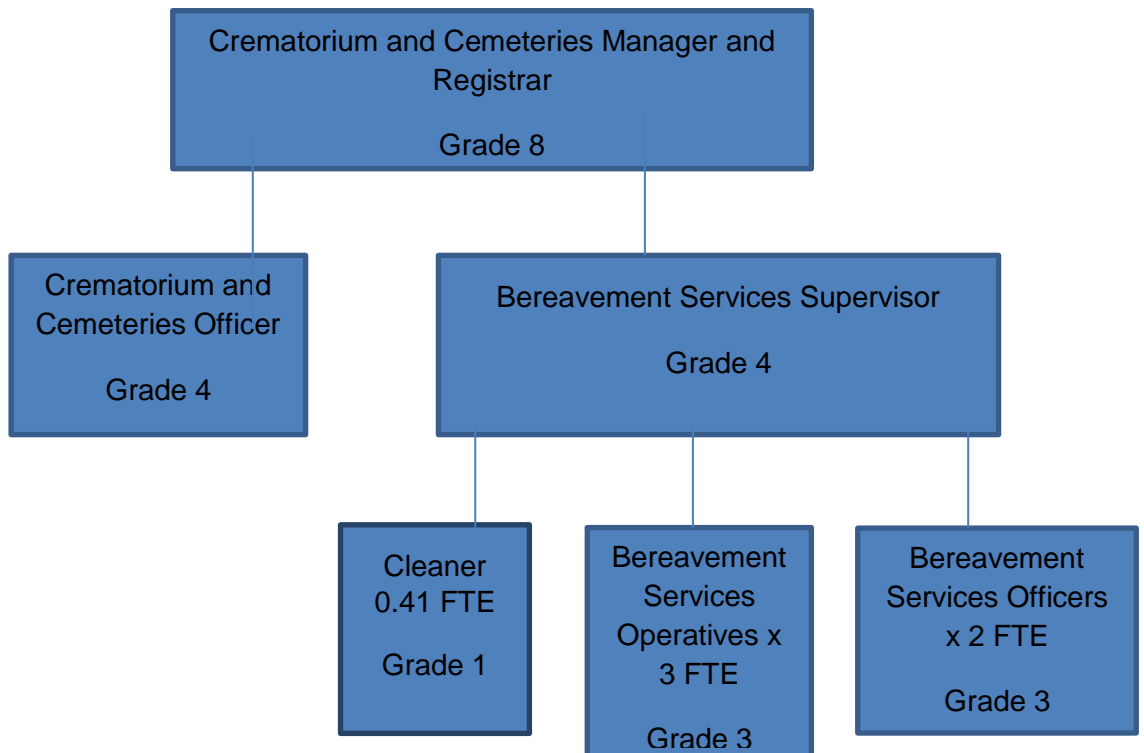 Crematorium and Cemeteries Manager and
Registrar
Grade 8
Crematorium and
Cemeteries Officer
Grade 4
Bereavement Services Supervisor
Grade 4
Cleaner
0.41 FTE
Grade 1
Bereavement
Services
Operatives x
3 FTE
Grade 3
Bereavement
Services Officers
x 2 FTE
Grade 3